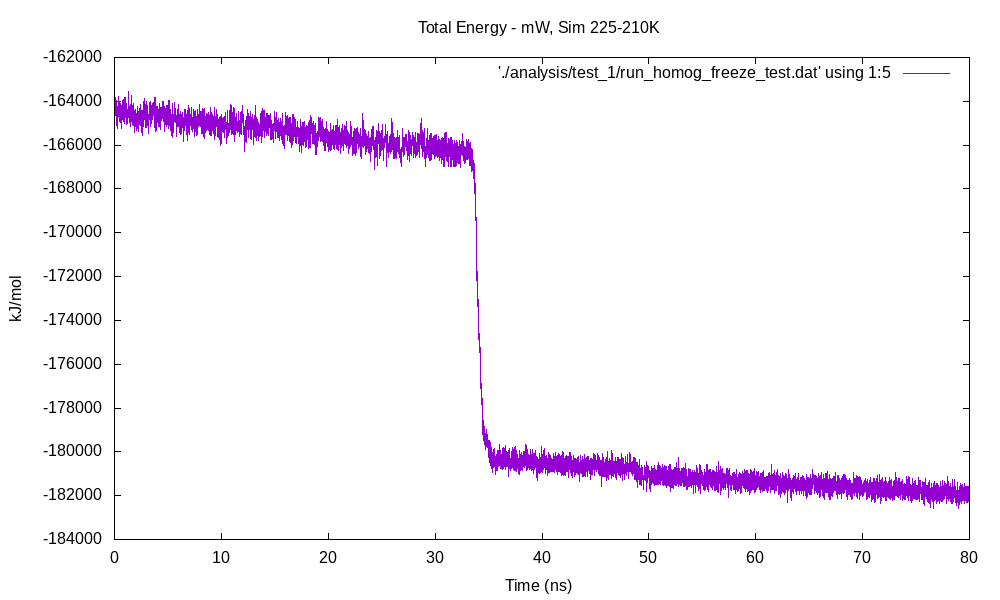 Total Energy - mW, Sim 225-210K
'./analysis/test_1/run_homog_freeze_test.dat' using 1:5
-162000
-164000
-166000
-168000
-170000
-172000
-174000
-176000
-178000
-180000
-182000
-184000
kJ/mol
0 10 20 30 40 50 60 70 80
Time (ns)